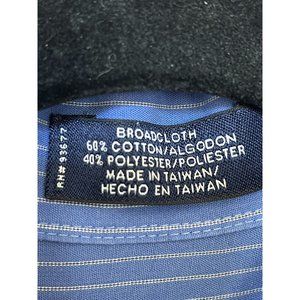 BROADCLOTH
60% COTTON/ALGODON
40% POLYESTER/POLIESTER
MADE IN TAIWAN/
HECHO EN TAIWAN
RN# 93677